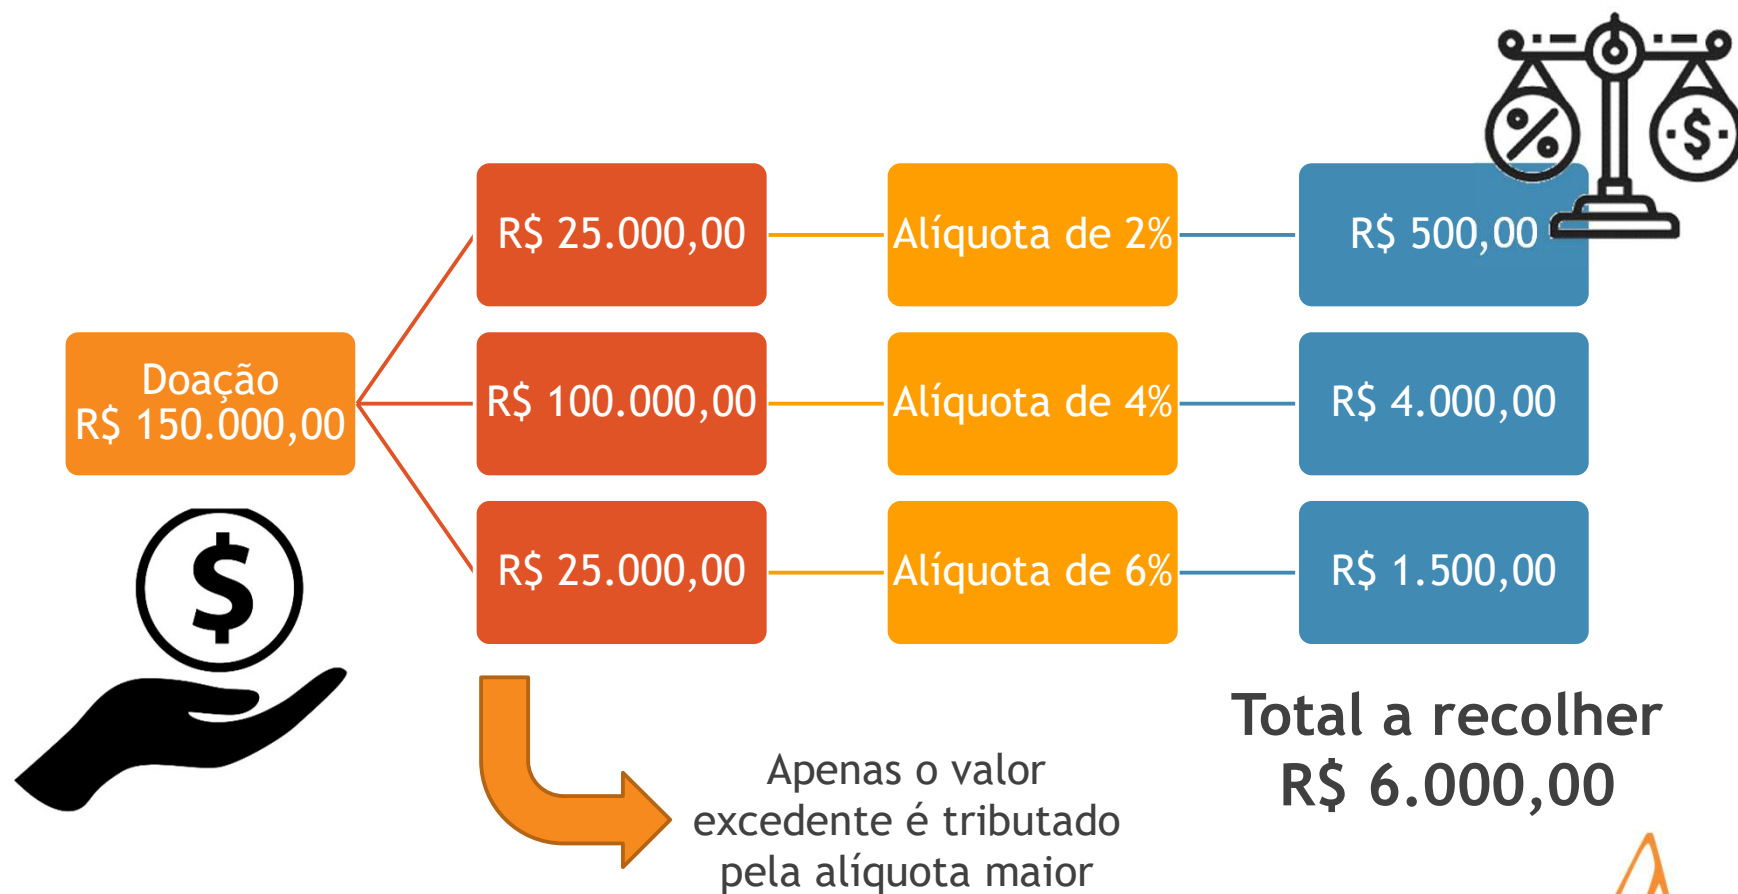 R$ 25.000,00
Alíquota de 2%
R$ 500,00
Doação
R$ 150.000,00
R$ 100.000,00
Alíquota de 4%
R$ 4.000,00
R$ 25.000,00
Alíquota de 6%
R$ 1.500,00
Apenas o valor
excedente é tributado
pela alíquota maior
Total a recolher
R$ 6.000,00
%
$
$